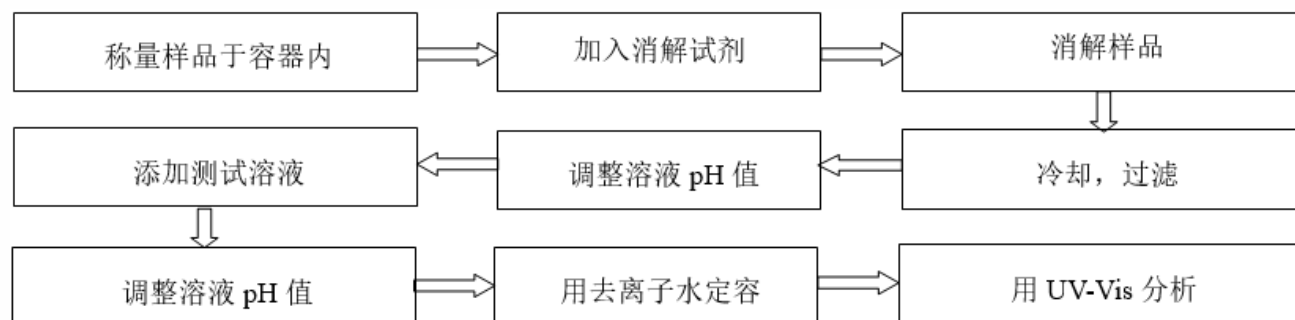 称量样品于容器内
加入消解试剂
消解样品
冷却，过滤
调整溶液 pH 值
添加测试溶液
调整溶液 pH 值
用去离子水定容
用 UV-Vis 分析